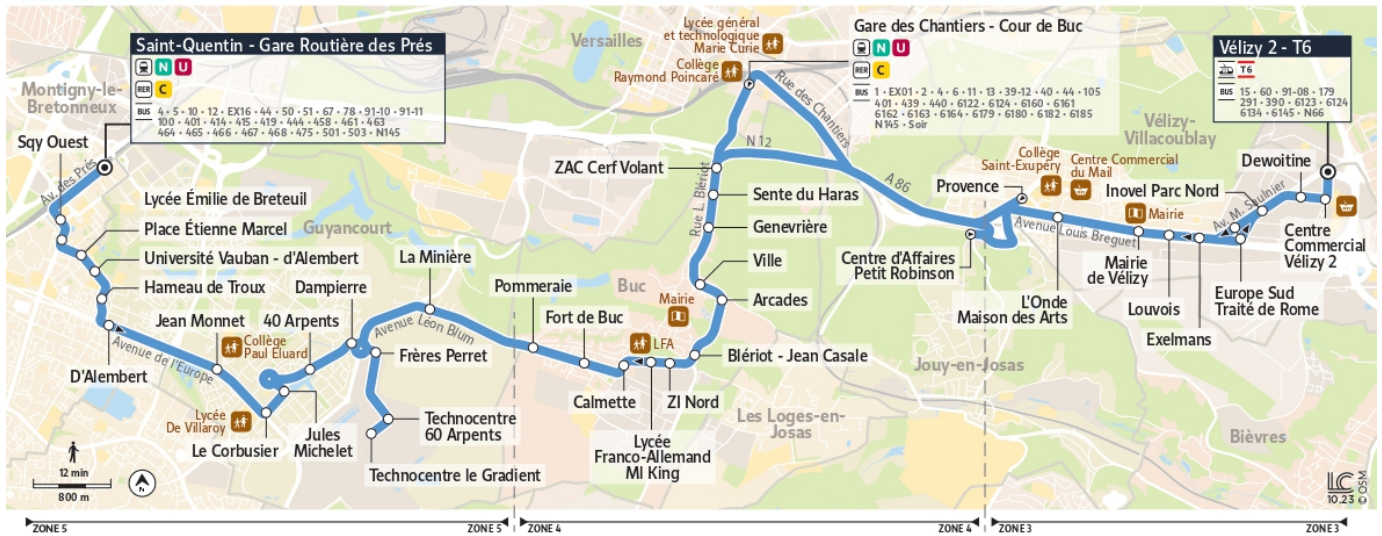 Saint-Quentin - Gare Routière des Prés
N U
RER C
BUS
4 • 5 • 10 • 12 • EX16 • 44 • 50 • 51 • 67 • 78 • 91-10 • 91-11
100 • 401 • 414 • 415 • 419 • 444 • 458 • 461 • 463
464 • 465 • 466 • 467 • 468 • 475 • 501 • 503 • N145
Gare des Chantiers - Cour de Buc
N U
RER C
BUS
1 • EX01 • 2 • 4 • 6 • 11 • 13 • 39-12 • 40 • 44 • 105
401 • 439 • 440 • 6122 • 6124 • 6160 • 6161
6162 • 6163 • 6164 • 6179 • 6180 • 6182 • 6185
N145 • Soir
Vélizy 2 - T6
T6
BUS
15 • 60 • 91-08 • 179
291 • 390 • 6123 • 6124
6134 • 6145 • N66
Montigny-le-
Bretonneux
Versailles
Lycée général
et technologique
Marie Curie
Collège
Raymond Poincaré
Rue des Chantiers
N 12
A 86
Vélizy-
Villacoublay
Sqy Ouest
Av. des Prés
Lycée Émilie de Breteuil
Place Étienne Marcel
Guyancourt
Université Vauban - d'Alembert
Hameau de Troux
Jean Monnet
Collège
Paul Eluard
D'Alembert
Avenue de l'Europe
Lycée
De Villaroy
Le Corbusier
Jules
Michelet
40 Arpents
Dampierre
La Minière
Avenue Léon Blum
Frères Perret
Technocentre
60 Arpents
Technocentre le Gradient
Pommeraie
Fort de Buc
Buc
Mairie
LFA
Calmette
Lycée
Franco-Allemand
Ml King
ZI Nord
Blériot - Jean Casale
Arcades
Ville
Genevrière
Sente du Haras
ZAC Cerf Volant
Rue L. Blériot
Les Loges-en-
Josas
Jouy-en-Josas
Centre d'Affaires
Petit Robinson
Provence
Collège
Saint-Exupéry
Centre Commercial
du Mail
Avenue Louis Breguet
L'Onde
Maison des Arts
Mairie
Mairie
de Vélizy
Louvois
Exelmans
Inovel Parc Nord
Av. M. Saulnier
Europe Sud
Traité de Rome
Dewoitine
Centre
Commercial
Vélizy 2
Bièvres
12 min
800 m
N
LC
10.23
© OSM
ZONE 5
ZONE 5
ZONE 4
ZONE 4
ZONE 3
ZONE 3